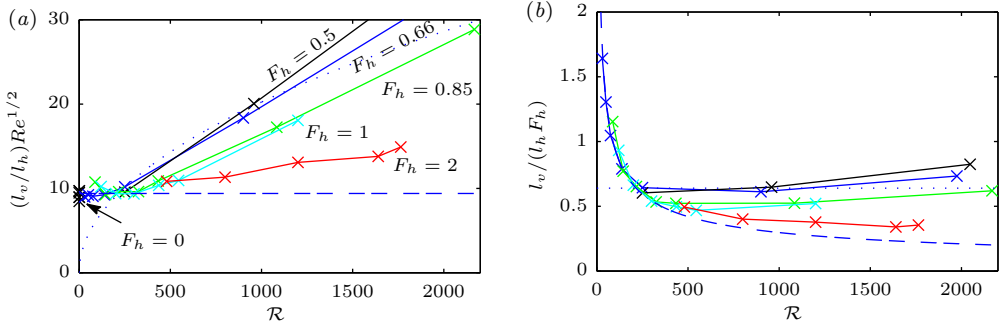 (a)
(l_v/l_h)Re^{1/2}
30
20
10
0
0
500
1000
1500
2000
\mathcal{R}
F_h = 0.5
F_h = 0.66
F_h = 0.85
F_h = 1
F_h = 2
F_h = 0
(b)
l_v/(l_h F_h)
2
1.5
1
0.5
0
0
500
1000
1500
2000
\mathcal{R}